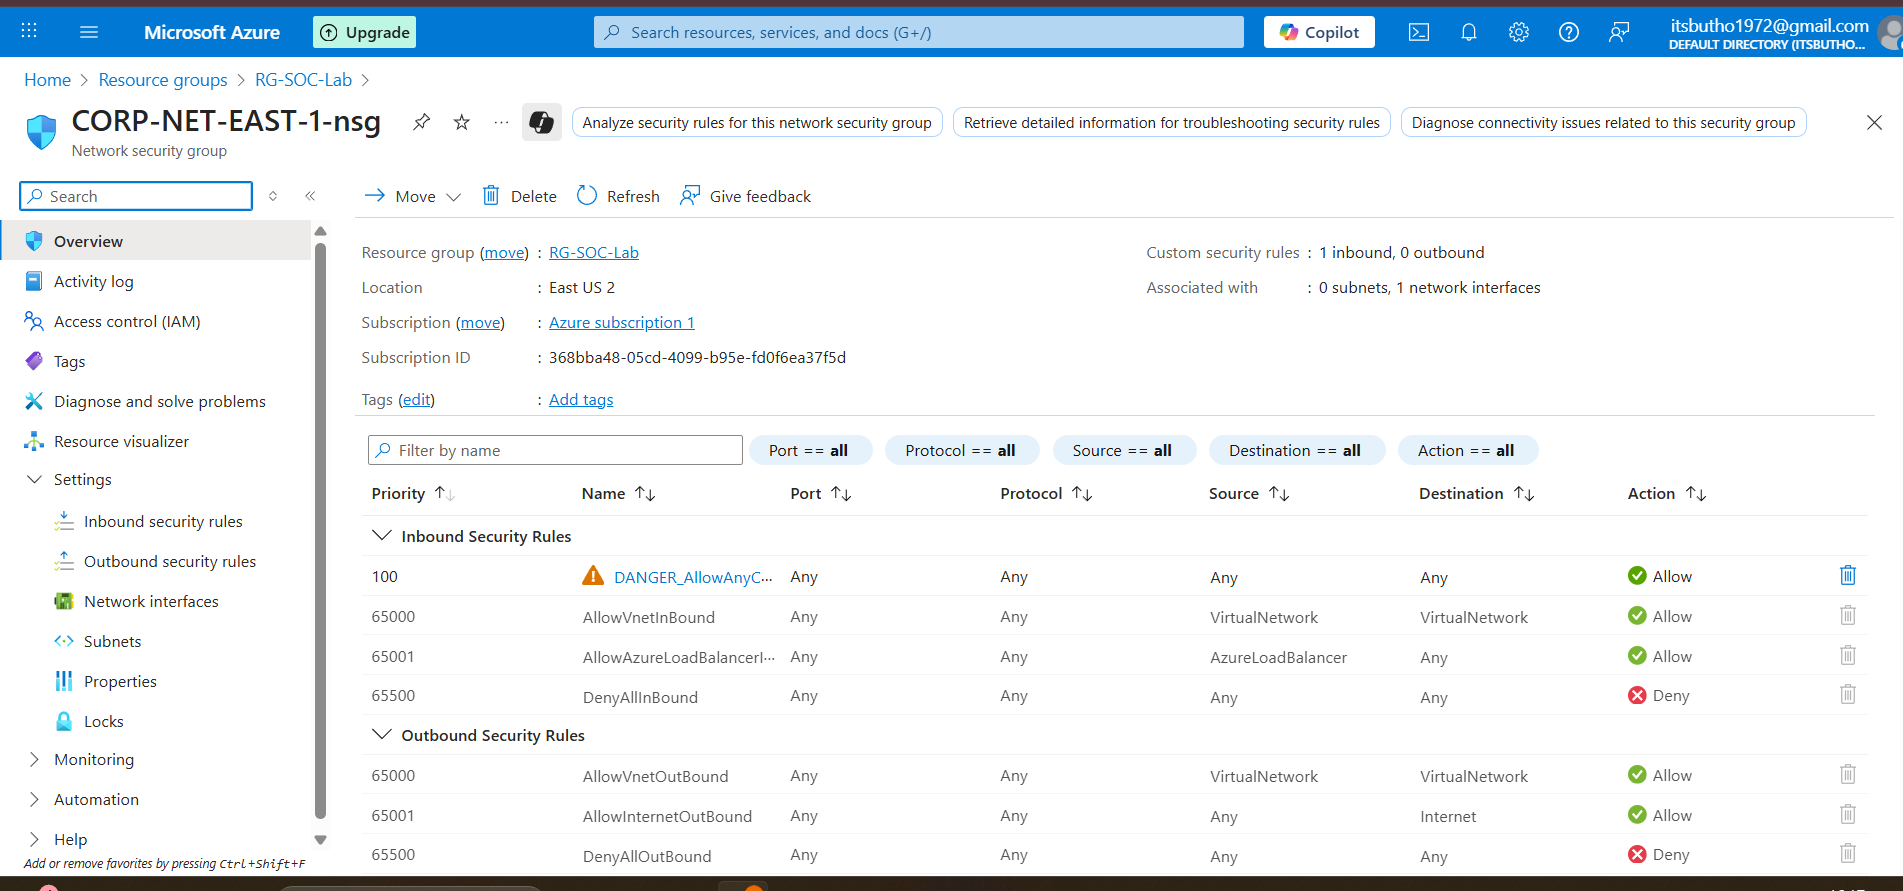 Microsoft Azure
Upgrade
Search resources, services, and docs (G+/)
Copilot
itsbutho1972@gmail.com
DEFAULT DIRECTORY (ITSBUTHO...
Home > Resource groups > RG-SOC-Lab >
CORP-NET-EAST-1-nsg
Network security group
...
Analyze security rules for this network security group
Retrieve detailed information for troubleshooting security rules
Diagnose connectivity issues related to this security group
Search
Overview
Activity log
Access control (IAM)
Tags
Diagnose and solve problems
Resource visualizer
Settings
Inbound security rules
Outbound security rules
Network interfaces
Subnets
Properties
Locks
Monitoring
Automation
Help
Add or remove favorites by pressing Ctrl+Shift+F
Move Delete Refresh Give feedback
Resource group (move) : RG-SOC-Lab
Location : East US 2
Subscription (move) : Azure subscription 1
Subscription ID : 368bba48-05cd-4099-b95e-fd0f6ea37f5d
Tags (edit) : Add tags
Custom security rules : 1 inbound, 0 outbound
Associated with : 0 subnets, 1 network interfaces
Filter by name Port == all Protocol == all Source == all Destination == all Action == all
Priority Name Port Protocol Source Destination Action
Inbound Security Rules
100 DANGER_AllowAnyC... Any Any Any Any Allow
65000 AllowVnetInBound Any Any VirtualNetwork VirtualNetwork Allow
65001 AllowAzureLoadBalancerI... Any Any AzureLoadBalancer Any Allow
65500 DenyAllInBound Any Any Any Any Deny
Outbound Security Rules
65000 AllowVnetOutBound Any Any VirtualNetwork VirtualNetwork Allow
65001 AllowInternetOutBound Any Any Any Internet Allow
65500 DenyAllOutBound Any Any Any Any Deny